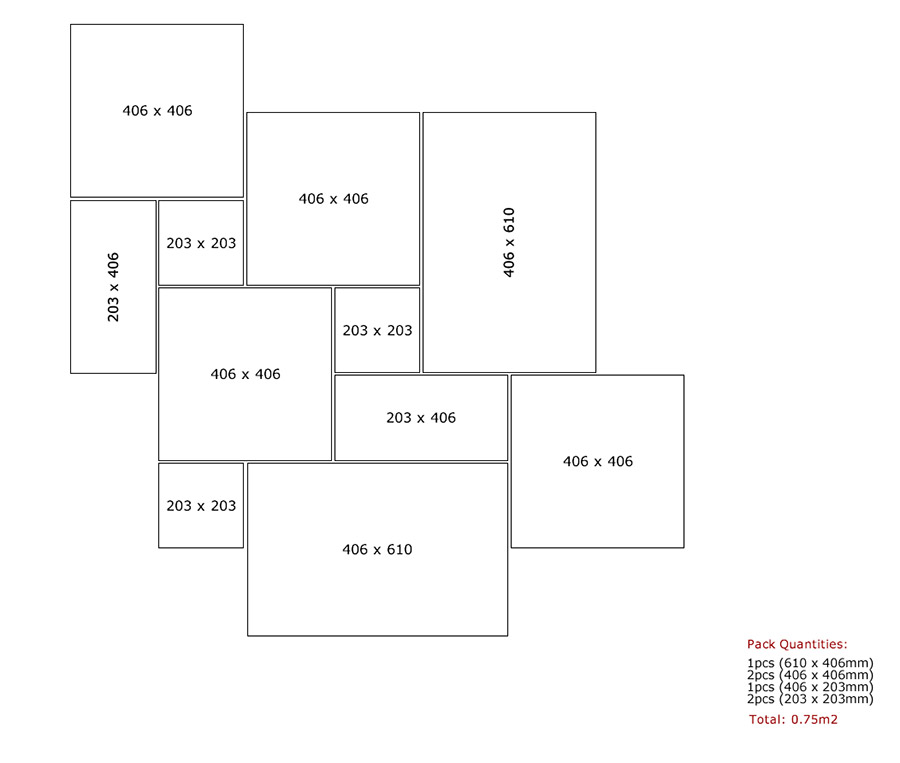 406 x 406
406 x 406
406 x 610
203 x 406
203 x 203
203 x 203
406 x 406
203 x 406
406 x 406
203 x 203
406 x 610
Pack Quantities:
1pcs (610 x 406mm)
2pcs (406 x 406mm)
1pcs (406 x 203mm)
2pcs (203 x 203mm)
Total: 0.75m2